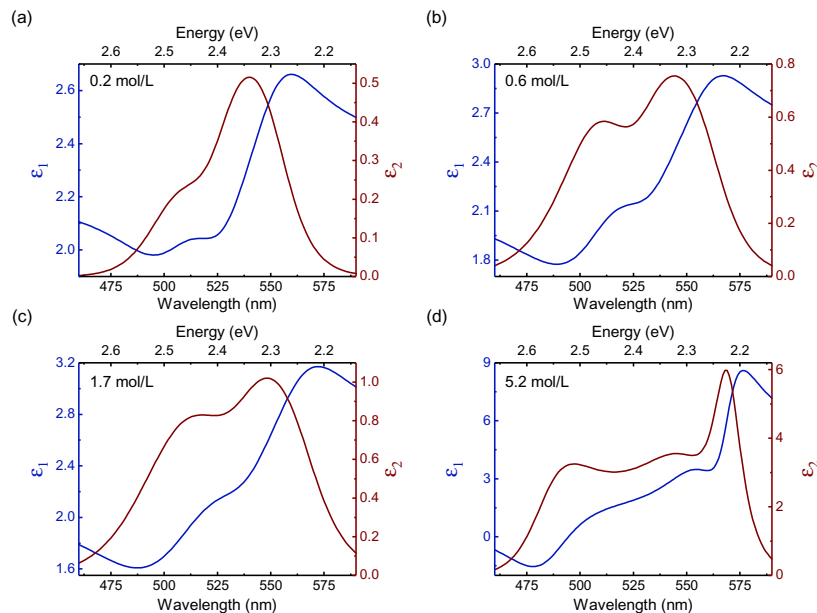 (a)
Energy (eV)
2.6 2.5 2.4 2.3 2.2
0.2 mol/L
2.6
2.4
2.2
2.0
ε1
0.5
0.4
0.3
0.2
0.1
0.0
ε2
475 500 525 550 575
Wavelength (nm)
(b)
Energy (eV)
2.6 2.5 2.4 2.3 2.2
0.6 mol/L
3.0
2.7
2.4
2.1
1.8
ε1
0.8
0.6
0.4
0.2
0.0
ε2
475 500 525 550 575
Wavelength (nm)
(c)
Energy (eV)
2.6 2.5 2.4 2.3 2.2
1.7 mol/L
3.2
2.8
2.4
2.0
1.6
ε1
1.0
0.8
0.6
0.4
0.2
0.0
ε2
475 500 525 550 575
Wavelength (nm)
(d)
Energy (eV)
2.6 2.5 2.4 2.3 2.2
5.2 mol/L
9
6
3
0
ε1
6
4
2
0
ε2
475 500 525 550 575
Wavelength (nm)